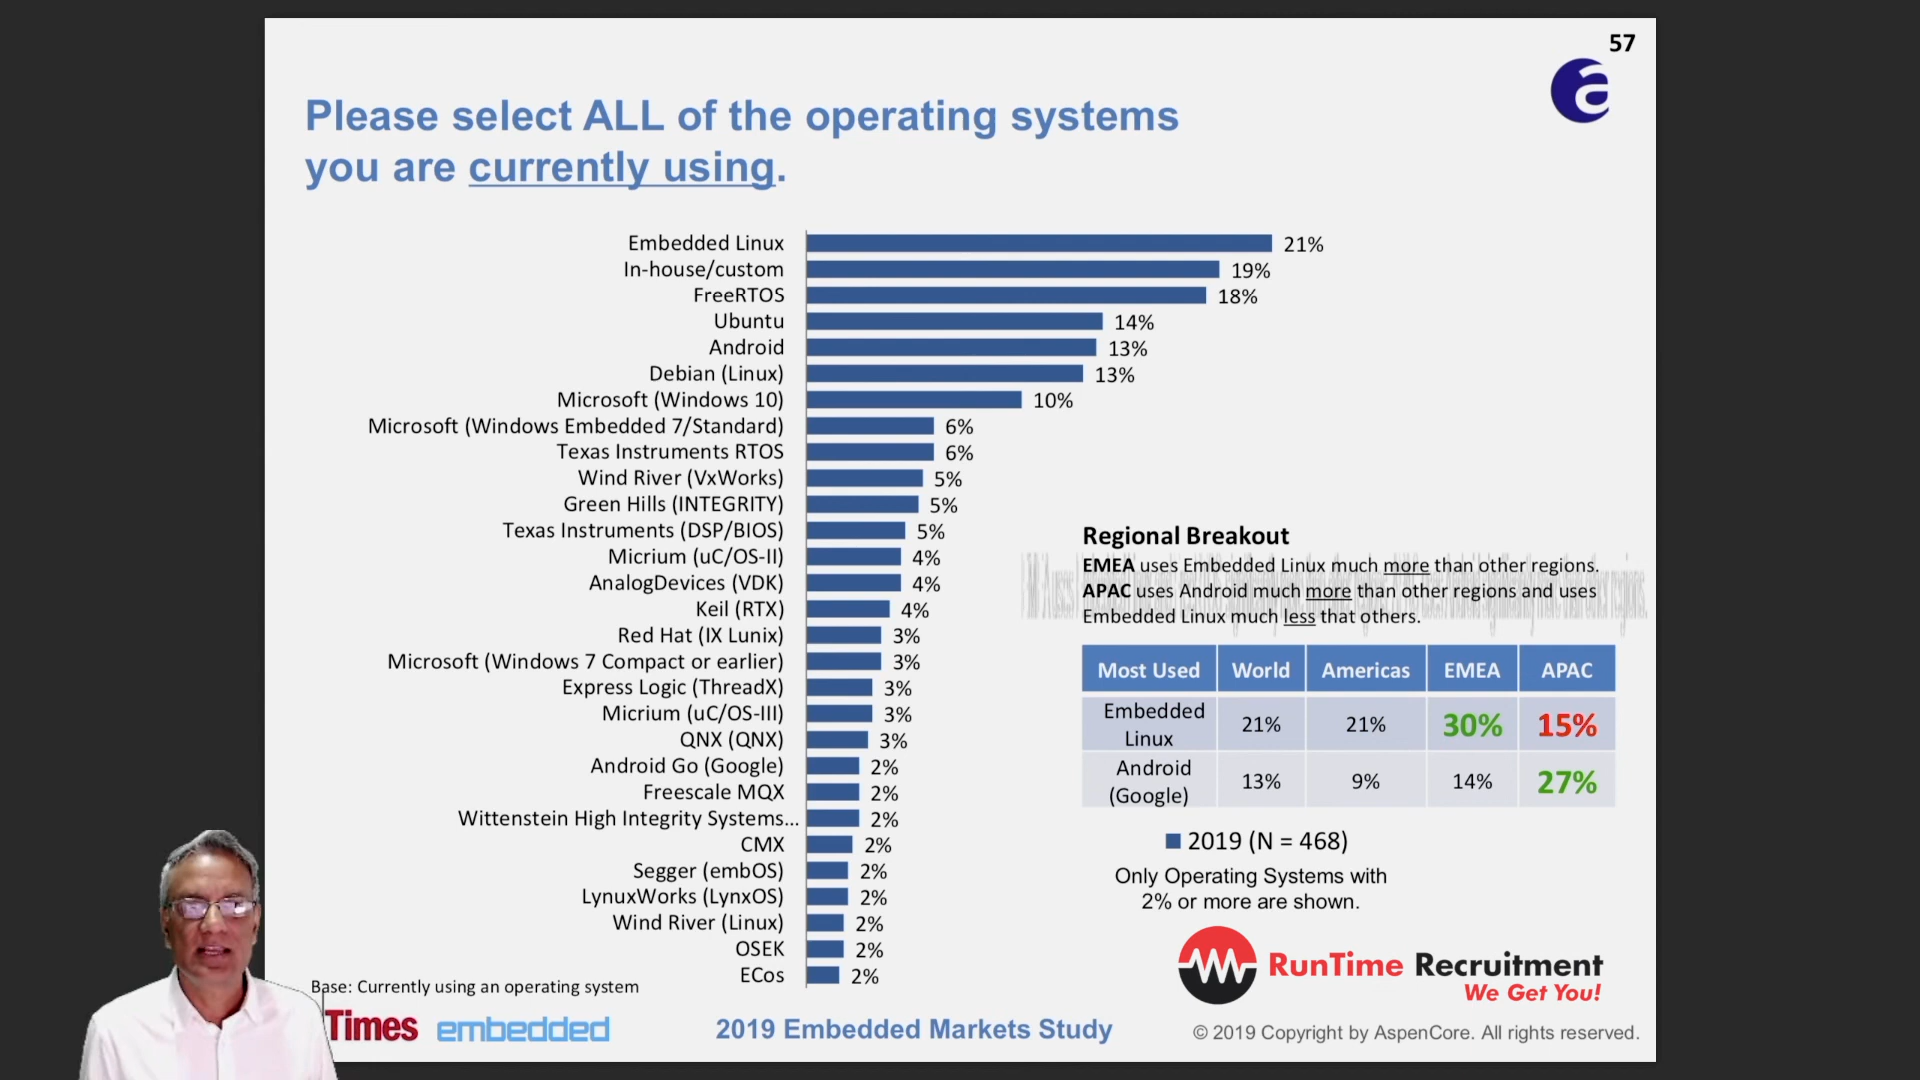 57
a
Please select ALL of the operating systems
you are currently using.
Embedded Linux 21%
In-house/custom 19%
FreeRTOS 18%
Ubuntu 14%
Android 13%
Debian (Linux) 13%
Microsoft (Windows 10) 10%
Microsoft (Windows Embedded 7/Standard) 6%
Texas Instruments RTOS 6%
Wind River (VxWorks) 5%
Green Hills (INTEGRITY) 5%
Texas Instruments (DSP/BIOS) 5%
Micrium (uC/OS-II) 4%
AnalogDevices (VDK) 4%
Keil (RTX) 4%
Red Hat (IX Lunix) 3%
Microsoft (Windows 7 Compact or earlier) 3%
Express Logic (ThreadX) 3%
Micrium (uC/OS-III) 3%
QNX (QNX) 3%
Android Go (Google) 2%
Freescale MQX 2%
Wittenstein High Integrity Systems... 2%
CMX 2%
Segger (embOS) 2%
LynuxWorks (LynxOS) 2%
Wind River (Linux) 2%
OSEK 2%
ECos 2%
Regional Breakout
EMEA uses Embedded Linux much more than other regions.
APAC uses Android much more than other regions and uses
Embedded Linux much less that others.
Most Used World Americas EMEA APAC
Embedded
Linux 21% 21% 30% 15%
Android
(Google) 13% 9% 14% 27%
2019 (N = 468)
Only Operating Systems with
2% or more are shown.
RunTime Recruitment
We Get You!
Base: Currently using an operating system
Times embedded
2019 Embedded Markets Study
© 2019 Copyright by AspenCore. All rights reserved.